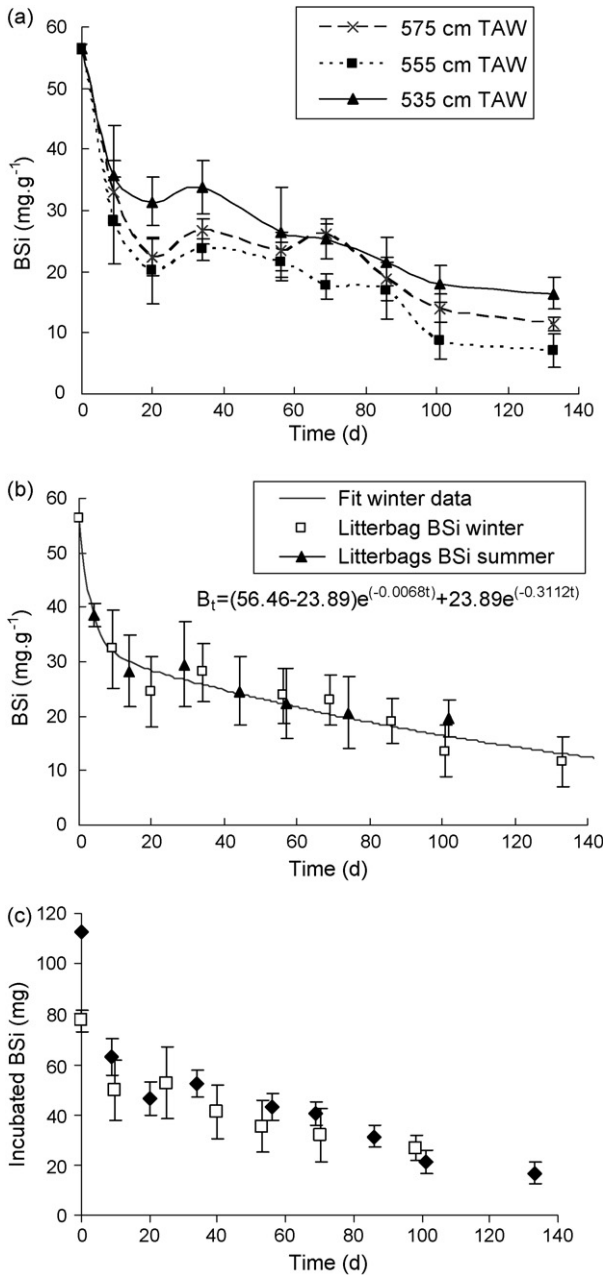 (a)
575 cm TAW
555 cm TAW
535 cm TAW
BSi (mg.g⁻¹)
60
50
40
30
20
10
0
0 20 40 60 80 100 120 140
Time (d)
(b)
Fit winter data
Litterbag BSi winter
Litterbags BSi summer
Bₜ=(56.46-23.89)e^(-0.0068t)+23.89e^(-0.3112t)
BSi (mg.g⁻¹)
60
50
40
30
20
10
0
0 20 40 60 80 100 120 140
Time (d)
(c)
Incubated BSi (mg)
120
100
80
60
40
20
0
0 20 40 60 80 100 120 140
Time (d)